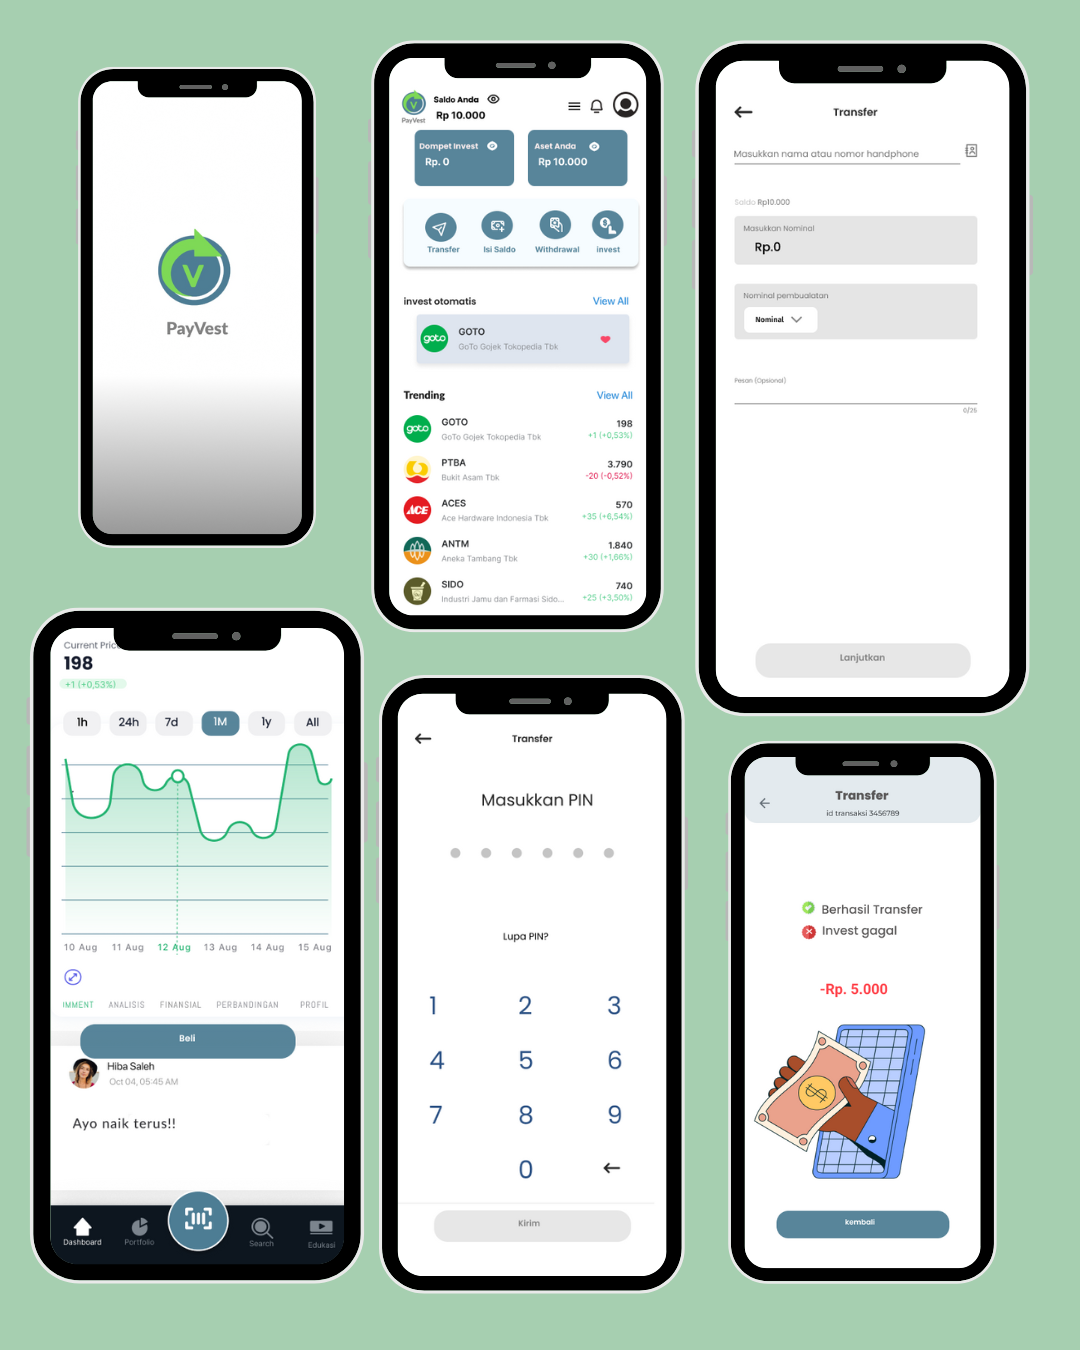 V
PayVest
PayVest
Saldo Anda
Rp 10.000
Dompet Invest
Rp. 0
Aset Anda
Rp 10.000
Transfer
Isi Saldo
Withdrawal
invest
invest otomatis
View All
goto
GOTO
GoTo Gojek Tokopedia Tbk
Trending
View All
goto
GOTO
198
GoTo Gojek Tokopedia Tbk
+1 (+0,53%)
PTBA
3.790
Bukit Asam Tbk
-20 (-0,52%)
ACE
ACES
570
Ace Hardware Indonesia Tbk
+35 (+6,54%)
ANTM
1.840
Aneka Tambang Tbk
+30 (+1,66%)
SIDO
740
Industri Jamu dan Farmasi Sido...
+25 (+3,50%)
Transfer
Masukkan nama atau nomor handphone
Saldo Rp10.000
Masukkan Nominal
Rp.0
Nominal pembualatan
Nominal
Pesan (Opsional)
0/25
Lanjutkan
Current Pric
198
+1 (+0,53%)
1h
24h
7d
1M
1y
All
10 Aug
11 Aug
12 Aug
13 Aug
14 Aug
15 Aug
IMMENT
ANALISIS
FINANSIAL
PERBANDINGAN
PROFIL
Beli
Hiba Saleh
Oct 04, 05:45 AM
Ayo naik terus!!
Dashboard
Portfolio
Search
Edukasi
Transfer
Masukkan PIN
Lupa PIN?
1 2 3
4 5 6
7 8 9
0
Kirim
Transfer
id transaksi 3456789
Berhasil Transfer
Invest gagal
-Rp. 5.000
$
kembali